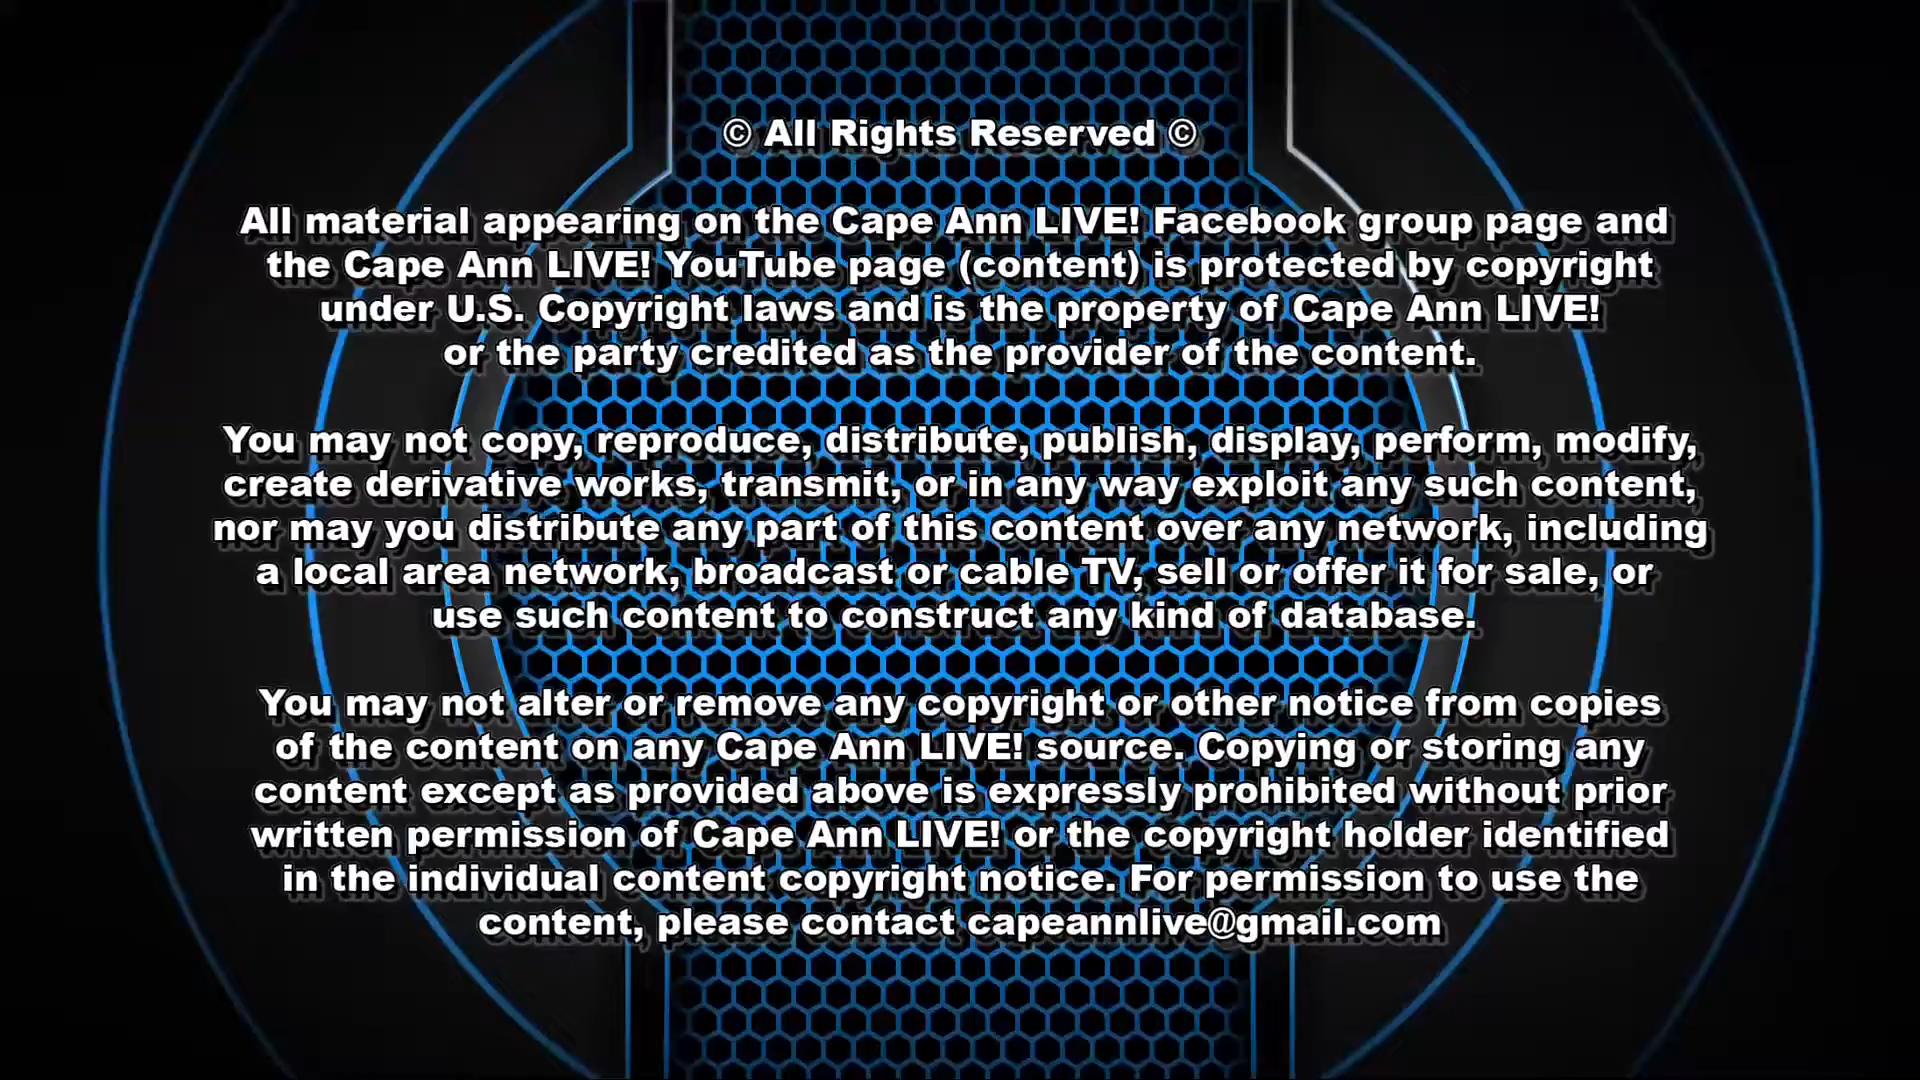 © All Rights Reserved ©
All material appearing on the Cape Ann LIVE! Facebook group page and
the Cape Ann LIVE! YouTube page (content) is protected by copyright
under U.S. Copyright laws and is the property of Cape Ann LIVE!
or the party credited as the provider of the content.
You may not copy, reproduce, distribute, publish, display, perform, modify,
create derivative works, transmit, or in any way exploit any such content,
nor may you distribute any part of this content over any network, including
a local area network, broadcast or cable TV, sell or offer it for sale, or
use such content to construct any kind of database.
You may not alter or remove any copyright or other notice from copies
of the content on any Cape Ann LIVE! source. Copying or storing any
content except as provided above is expressly prohibited without prior
written permission of Cape Ann LIVE! or the copyright holder identified
in the individual content copyright notice. For permission to use the
content, please contact capeannlive@gmail.com